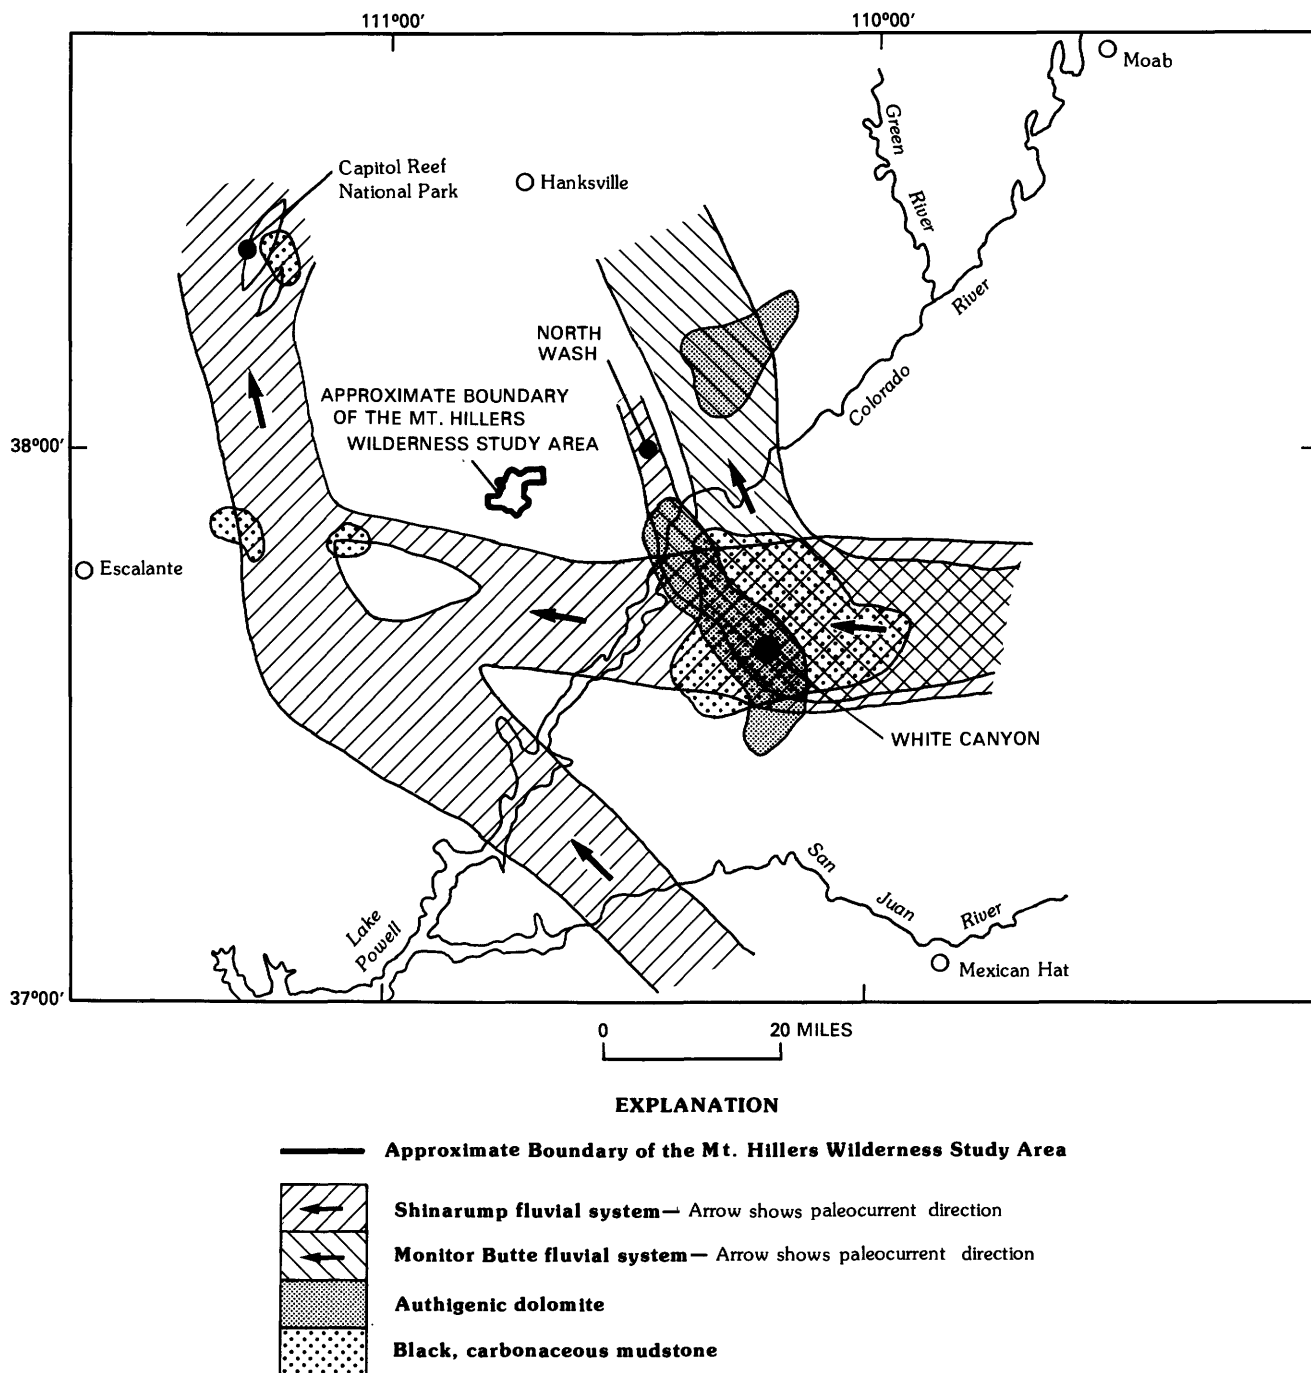 111°00'
110°00'
Moab
Green
River
Capitol Reef
National Park
Hanksville
River
Colorado
NORTH
WASH
APPROXIMATE BOUNDARY
OF THE MT. HILLERS
WILDERNESS STUDY AREA
38°00'
Escalante
WHITE CANYON
San
Juan
River
Lake
Powell
Mexican Hat
37°00'
0 20 MILES
EXPLANATION
Approximate Boundary of the Mt. Hillers Wilderness Study Area
Shinarump fluvial system— Arrow shows paleocurrent direction
Monitor Butte fluvial system— Arrow shows paleocurrent direction
Authigenic dolomite
Black, carbonaceous mudstone